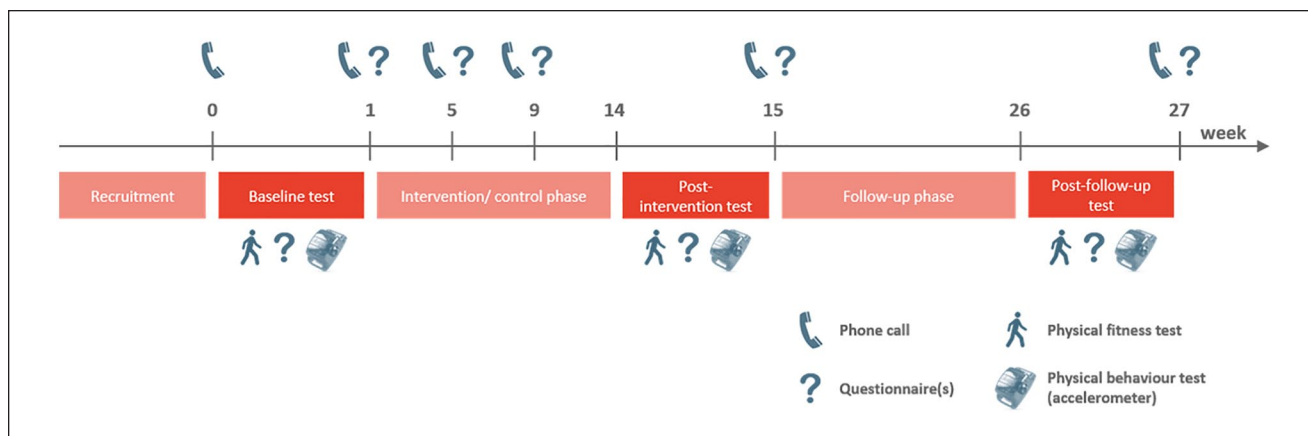 0 1 5 9 14 15 26 27
week
Recruitment
Baseline test
Intervention/ control phase
Post-
intervention test
Follow-up phase
Post-follow-up
test
Phone call
Physical fitness test
Questionnaire(s)
Physical behaviour test
(accelerometer)